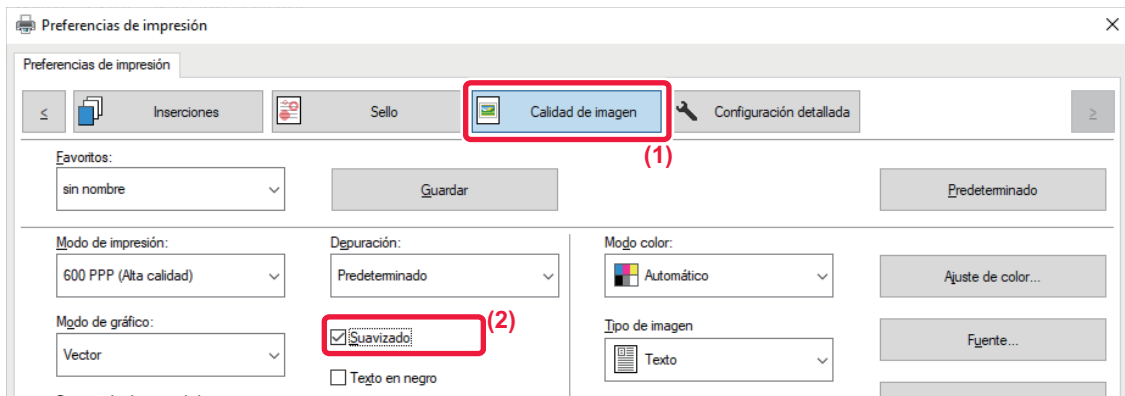 Preferencias de impresión
Preferencias de impresión
< Inserciones Sello Calidad de imagen Configuración detallada >
(1)
Favoritos:
sin nombre Guardar Predeterminado
Modo de impresión: Depuración: Modo color:
600 PPP (Alta calidad) Predeterminado Automático Ajuste de color...
Modo de gráfico: (2) Tipo de imagen
Suavizado Fuente...
Vector Texto
Texto en negro